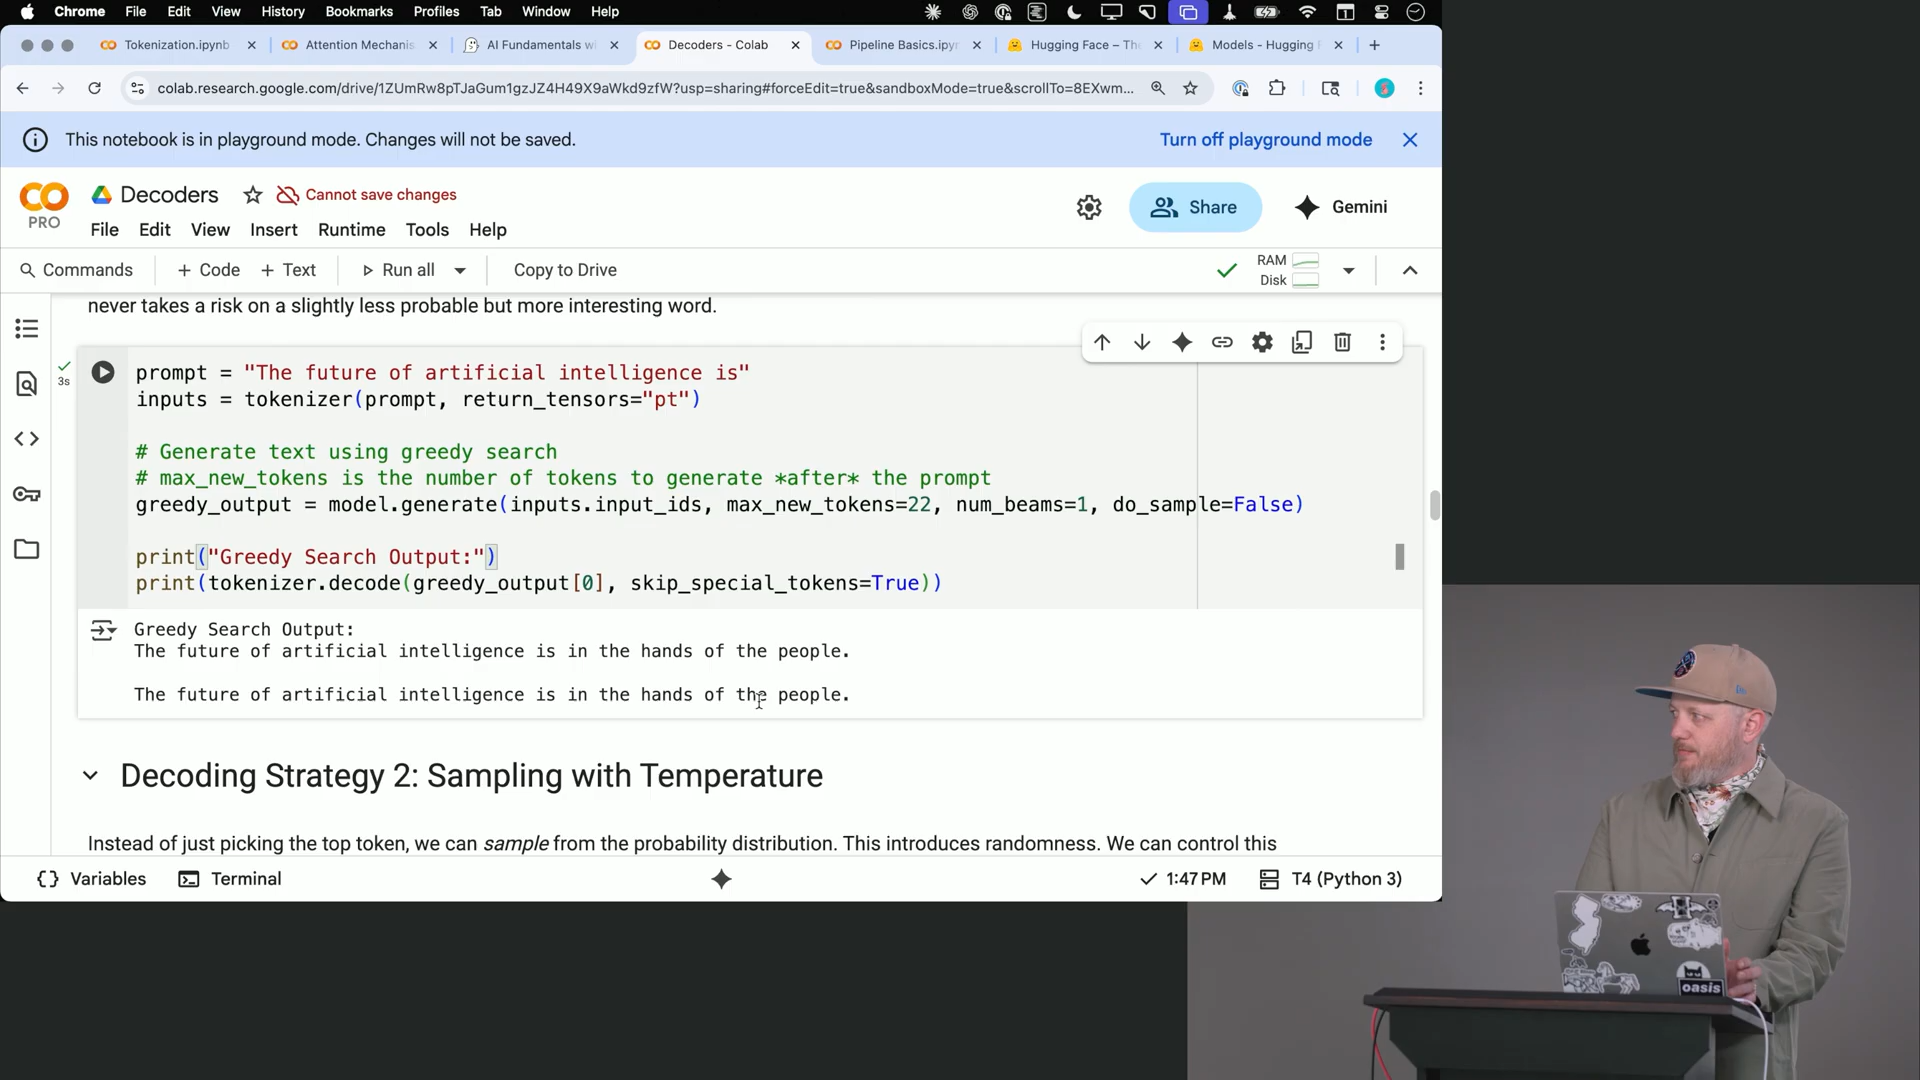 Chrome File Edit View History Bookmarks Profiles Tab Window Help
Tokenization.ipynb Attention Mechanis AI Fundamentals wi Decoders - Colab Pipeline Basics.ipy Hugging Face – The Models - Hugging F
colab.research.google.com/drive/1ZUmRw8pTJaGum1gzJZ4H49X9aWkd9zfW?usp=sharing#forceEdit=true&sandboxMode=true&scrollTo=8EXwm...
This notebook is in playground mode. Changes will not be saved. Turn off playground mode
Decoders Cannot save changes
PRO
Share Gemini
File Edit View Insert Runtime Tools Help
Commands + Code + Text Run all Copy to Drive
RAM
Disk
never takes a risk on a slightly less probable but more interesting word.
3s
prompt = "The future of artificial intelligence is"
inputs = tokenizer(prompt, return_tensors="pt")
# Generate text using greedy search
# max_new_tokens is the number of tokens to generate *after* the prompt
greedy_output = model.generate(inputs.input_ids, max_new_tokens=22, num_beams=1, do_sample=False)
print("Greedy Search Output:")
print(tokenizer.decode(greedy_output[0], skip_special_tokens=True))
Greedy Search Output:
The future of artificial intelligence is in the hands of the people.
The future of artificial intelligence is in the hands of the people.
Decoding Strategy 2: Sampling with Temperature
Instead of just picking the top token, we can sample from the probability distribution. This introduces randomness. We can control this
{} Variables Terminal 1:47 PM T4 (Python 3)
oasis